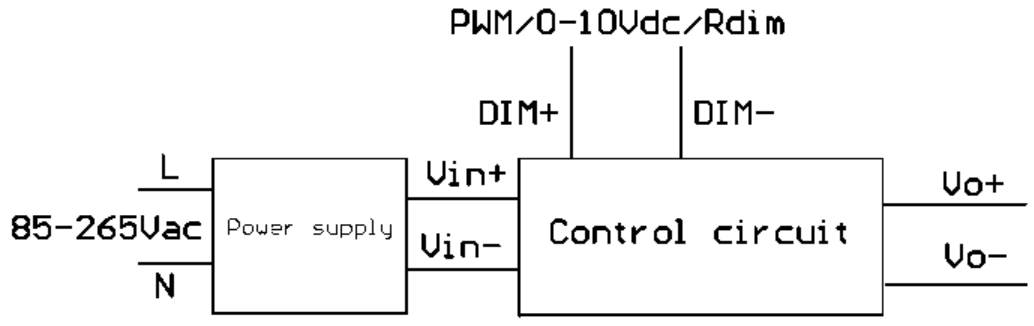 PWM/0-10Vdc/Rdim
DIM+
DIM-
L
Vin+
Vo+
85-265Vac
Power supply
Control circuit
Vin-
Vo-
N